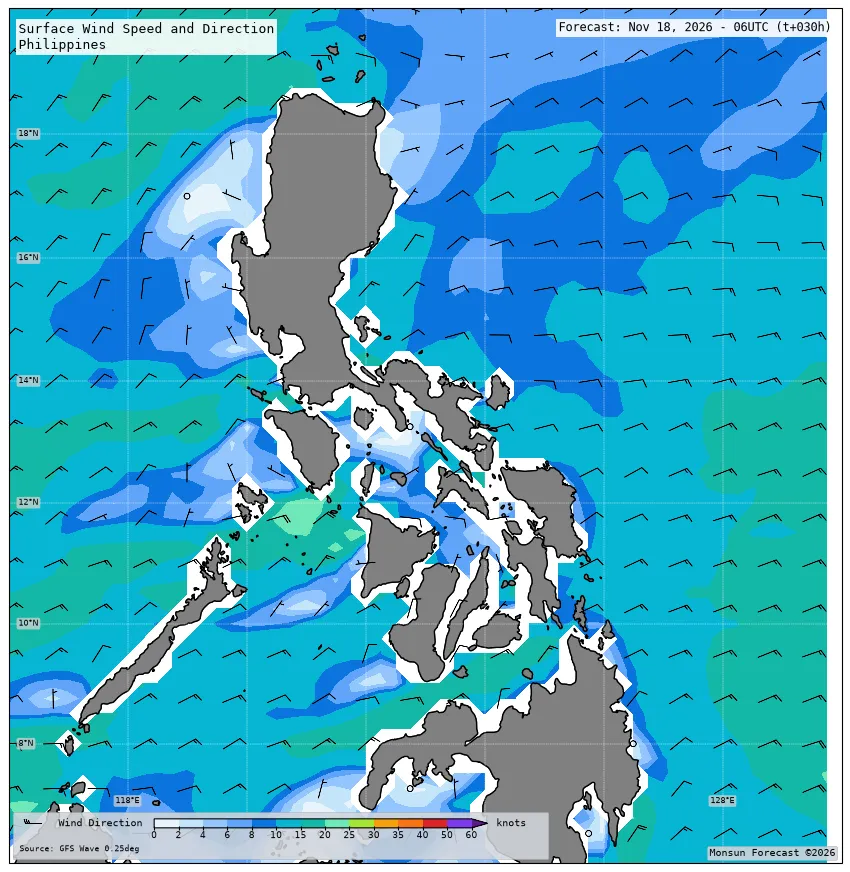 Surface Wind Speed and Direction
Philippines
Forecast: Nov 18, 2026 - 06UTC (t+030h)
18°N
16°N
14°N
12°N
10°N
8°N
118°E
128°E
Wind Direction
knots
0 2 4 6 8 10 15 20 25 30 35 40 50 60
Source: GFS Wave 0.25deg
Monsun Forecast ©2026